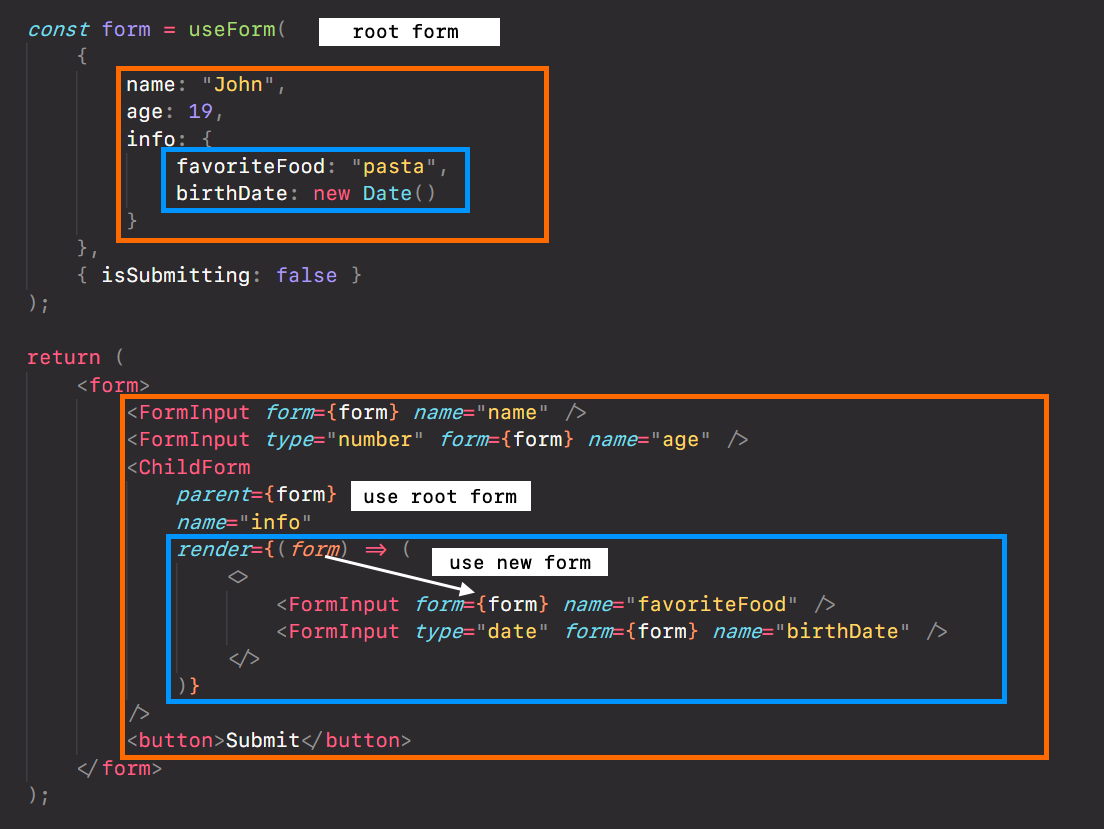 const form = useForm( root form
{
name: "John",
age: 19,
info: {
favoriteFood: "pasta",
birthDate: new Date()
}
},
{ isSubmitting: false }
);
return (
<form>
<FormInput form={form} name="name" />
<FormInput type="number" form={form} name="age" />
<ChildForm
parent={form} use root form
name="info"
render={(form) => ( use new form
<>
<FormInput form={form} name="favoriteFood" />
<FormInput type="date" form={form} name="birthDate" />
</>
)}
/>
<button>Submit</button>
</form>
);